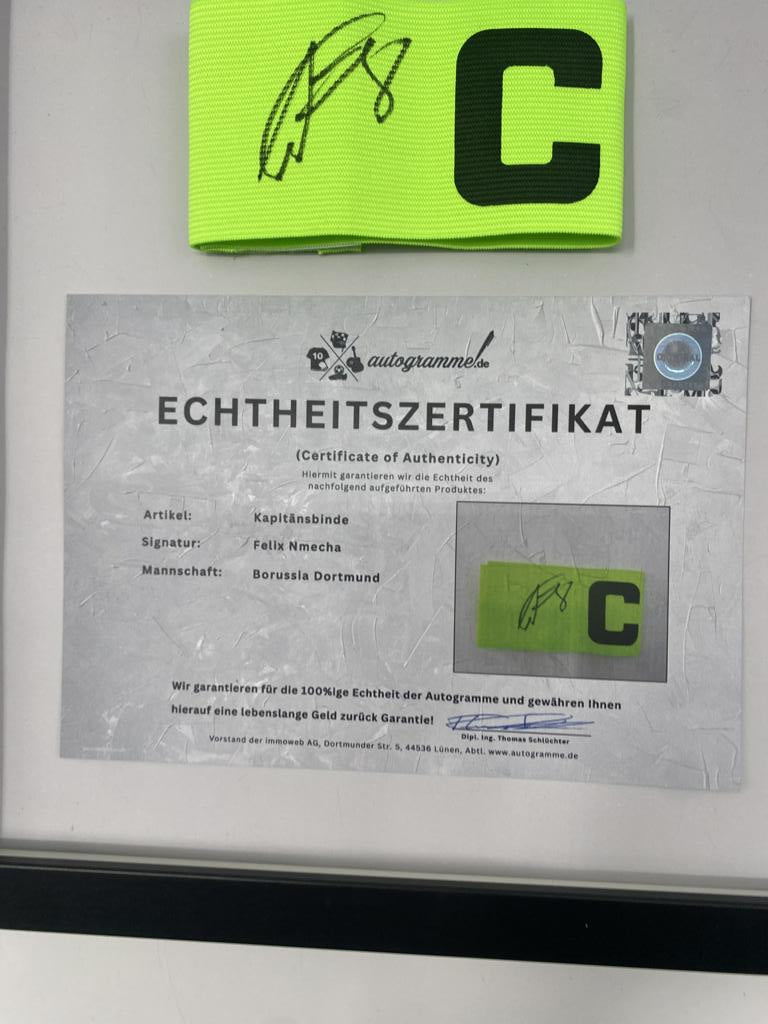 C
10
autogramme!.de
ORIGINAL
ECHTHEITSZERTIFIKAT
(Certificate of Authenticity)
Hiermit garantieren wir die Echtheit des
nachfolgend aufgeführten Produktes:
Artikel: Kapitänsbinde
Signatur: Felix Nmecha
Mannschaft: Borussia Dortmund
C
Wir garantieren für die 100%ige Echtheit der Autogramme und gewähren Ihnen
hierauf eine lebenslange Geld zurück Garantie!
Dipl. Ing. Thomas Schlüchter
Vorstand der immoweb AG, Dortmunder Str. 5, 44536 Lünen, Abtl. www.autogramme.de